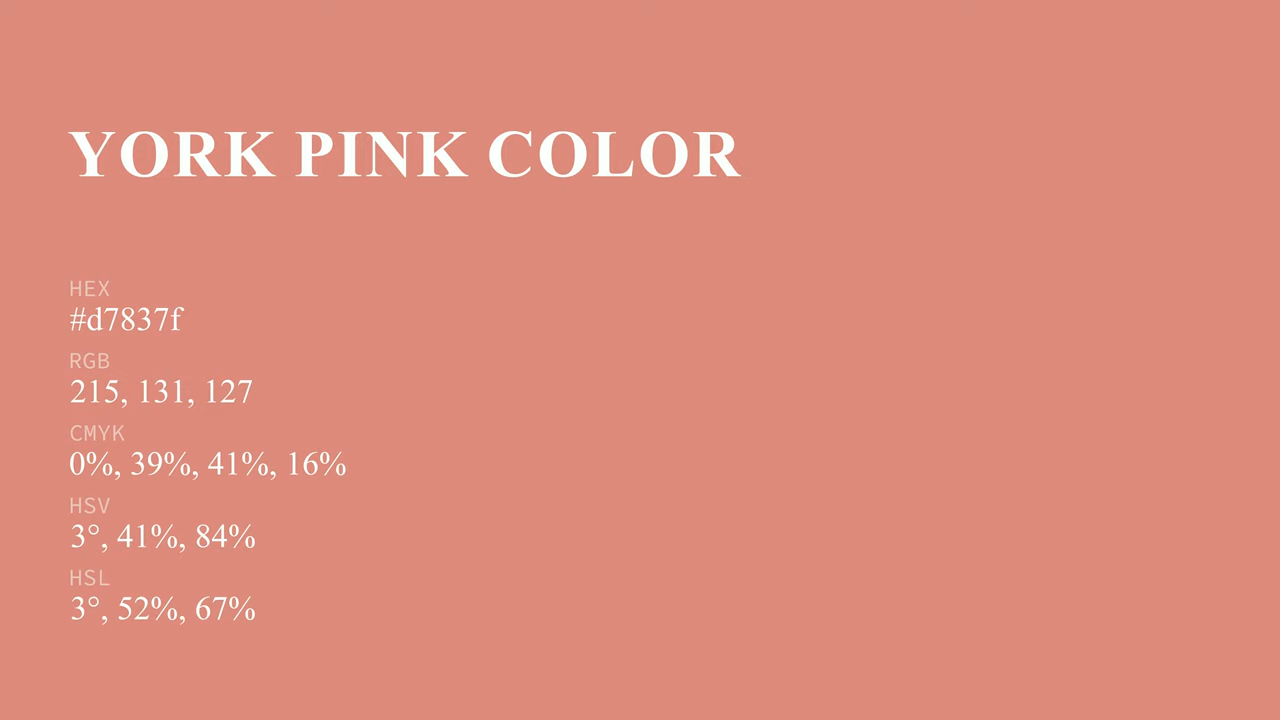 YORK PINK COLOR
HEX
#d7837f
RGB
215, 131, 127
CMYK
0%, 39%, 41%, 16%
HSV
3°, 41%, 84%
HSL
3°, 52%, 67%